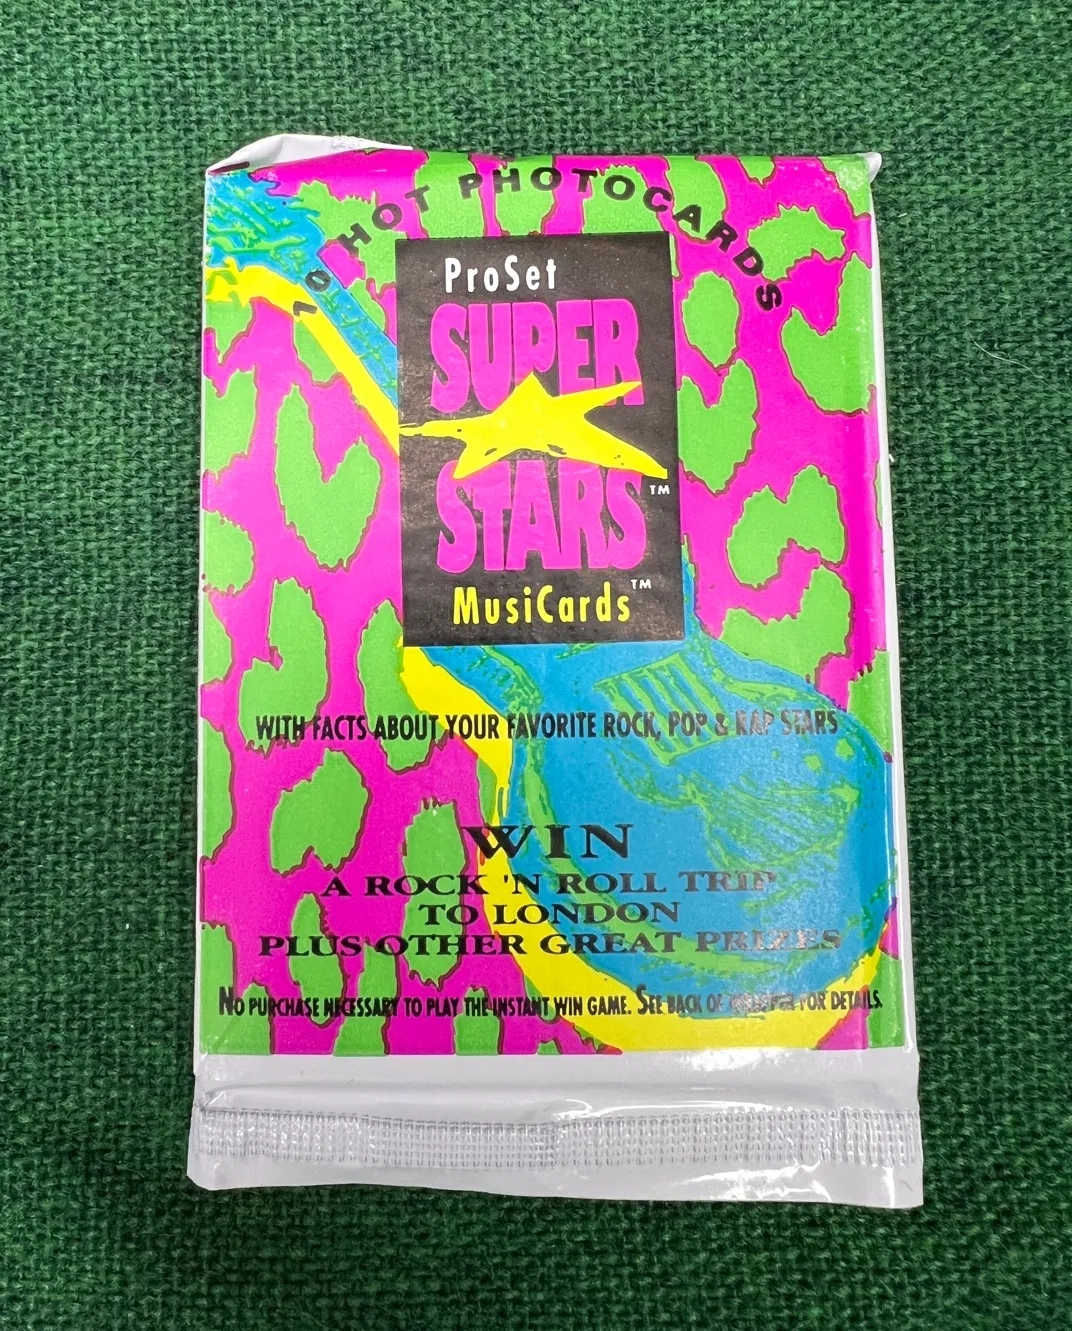 10 HOT PHOTOCARDS
ProSet
SUPER
STARS™
MusiCards™
WITH FACTS ABOUT YOUR FAVORITE ROCK, POP & RAP STARS
WIN
A ROCK 'N ROLL TRIP
TO LONDON
PLUS OTHER GREAT PRIZES
NO PURCHASE NECESSARY TO PLAY THE INSTANT WIN GAME. SEE BACK OF FOR DETAILS.